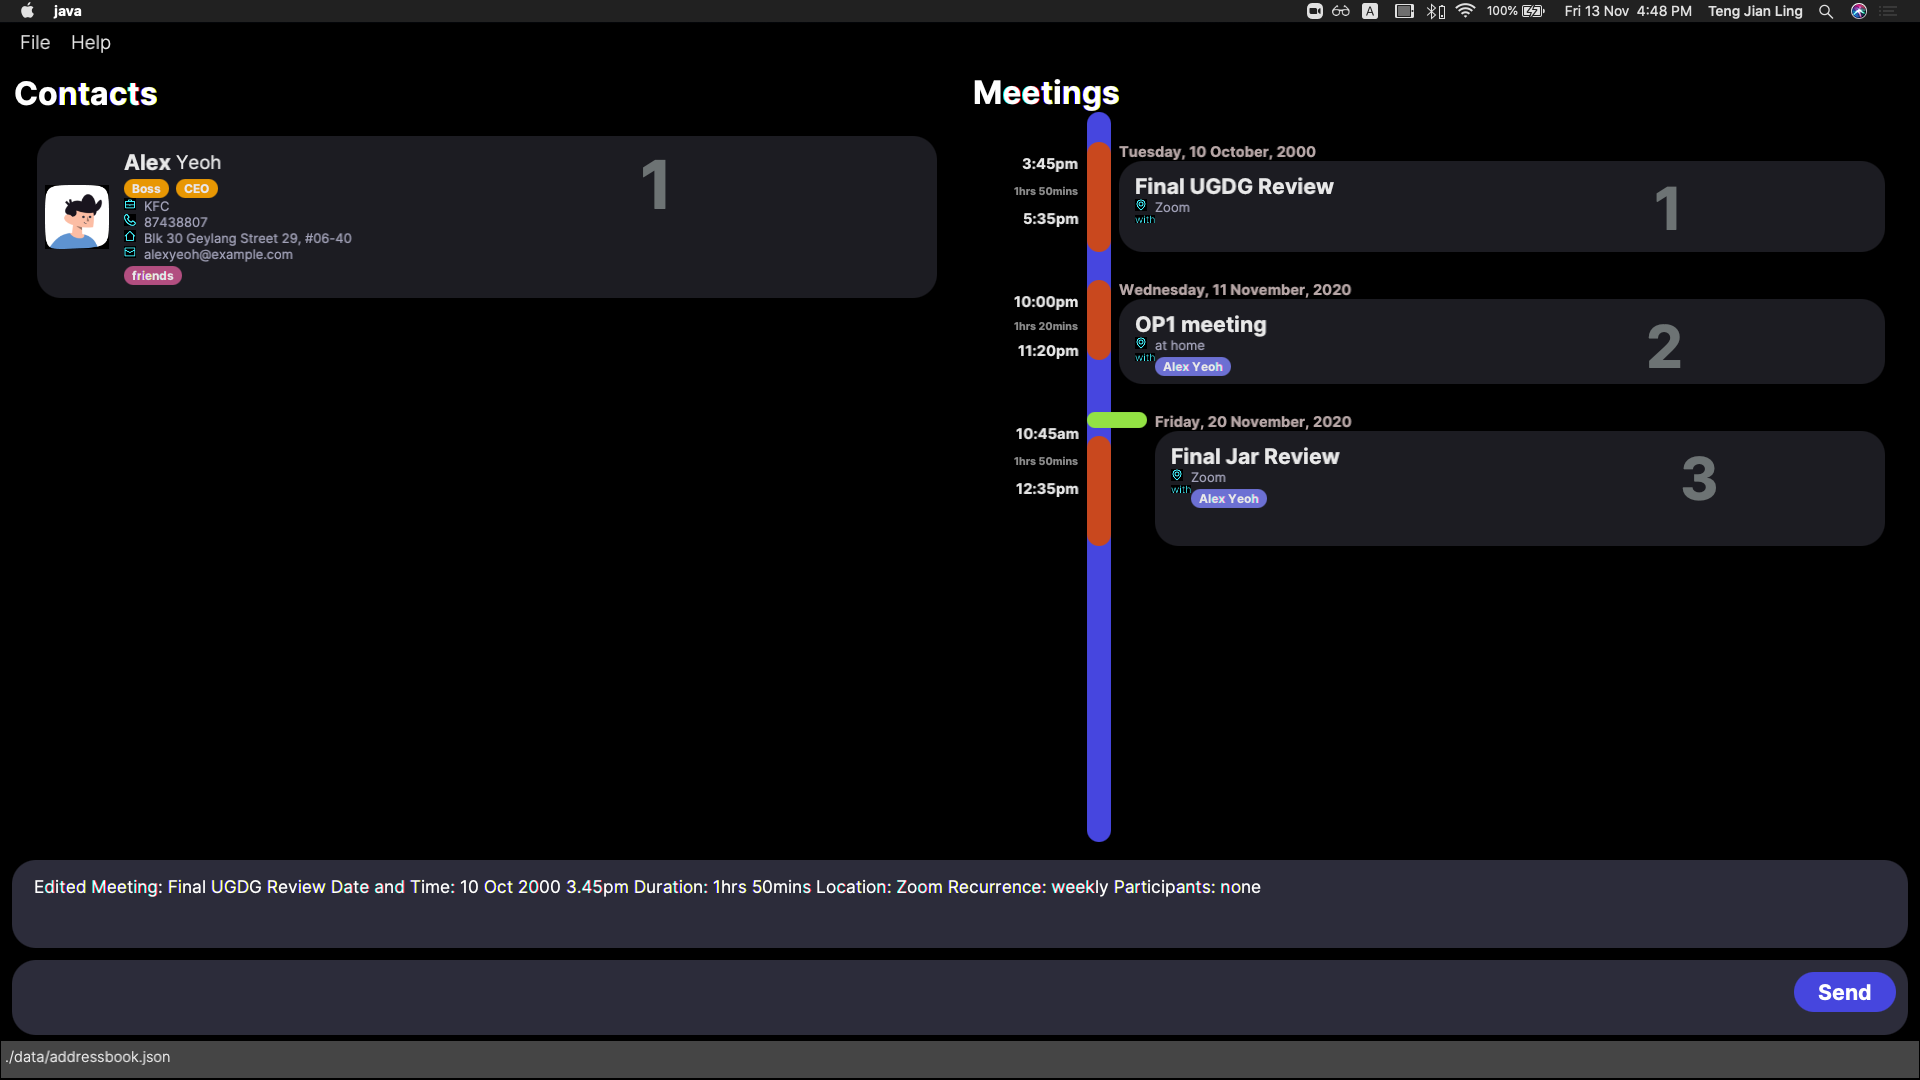 java
A
100%
Fri 13 Nov 4:48 PM
Teng Jian Ling
File Help
Contacts
Alex Yeoh
Boss CEO
KFC
87438807
Blk 30 Geylang Street 29, #06-40
alexyeoh@example.com
friends
1
Meetings
Tuesday, 10 October, 2000
3:45pm
1hrs 50mins
5:35pm
Final UGDG Review
Zoom
with
1
Wednesday, 11 November, 2020
10:00pm
1hrs 20mins
11:20pm
OP1 meeting
at home
with
Alex Yeoh
2
Friday, 20 November, 2020
10:45am
1hrs 50mins
12:35pm
Final Jar Review
Zoom
with
Alex Yeoh
3
Edited Meeting: Final UGDG Review Date and Time: 10 Oct 2000 3.45pm Duration: 1hrs 50mins Location: Zoom Recurrence: weekly Participants: none
Send
./data/addressbook.json